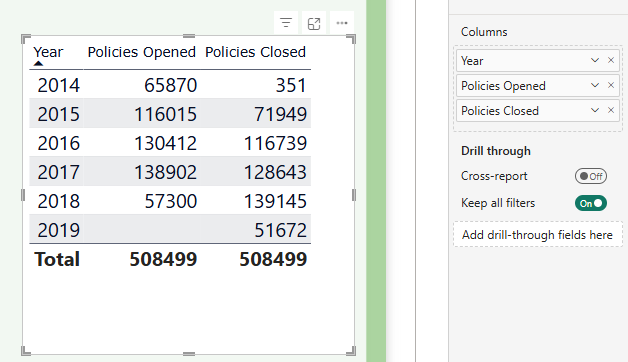 Year Policies Opened Policies Closed
2014 65870 351
2015 116015 71949
2016 130412 116739
2017 138902 128643
2018 57300 139145
2019 51672
Total 508499 508499
Columns
Year
Policies Opened
Policies Closed
Drill through
Cross-report Off
Keep all filters On
Add drill-through fields here